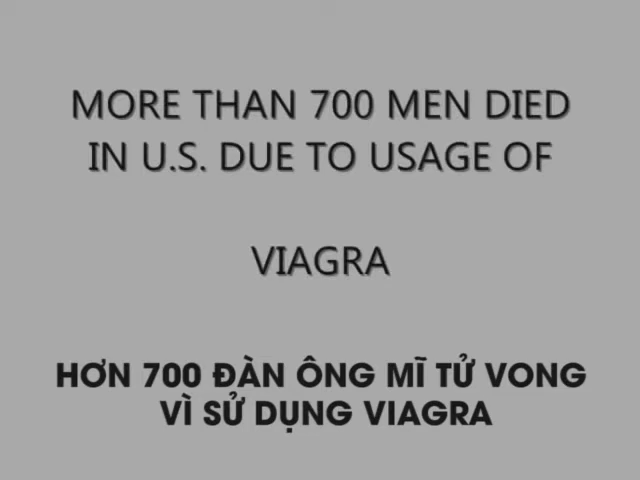 MORE THAN 700 MEN DIED
IN U.S. DUE TO USAGE OF
VIAGRA
HƠN 700 ĐÀN ÔNG MĨ TỬ VONG
VÌ SỬ DỤNG VIAGRA